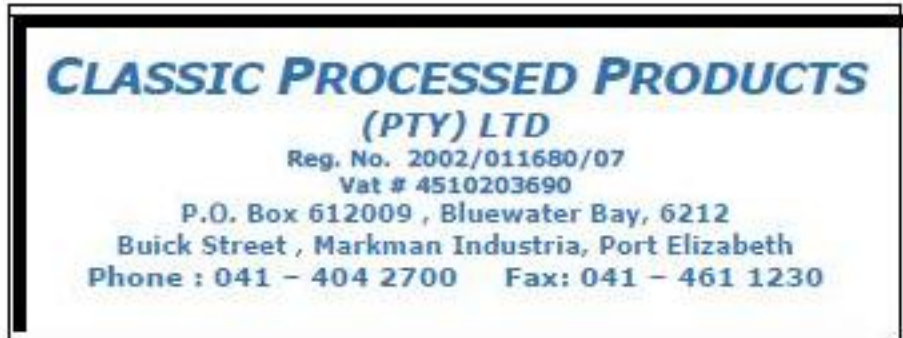 CLASSIC PROCESSED PRODUCTS
(PTY) LTD
Reg. No. 2002/011680/07
Vat # 4510203690
P.O. Box 612009 , Bluewater Bay, 6212
Buick Street , Markman Industria, Port Elizabeth
Phone : 041 – 404 2700 Fax: 041 – 461 1230